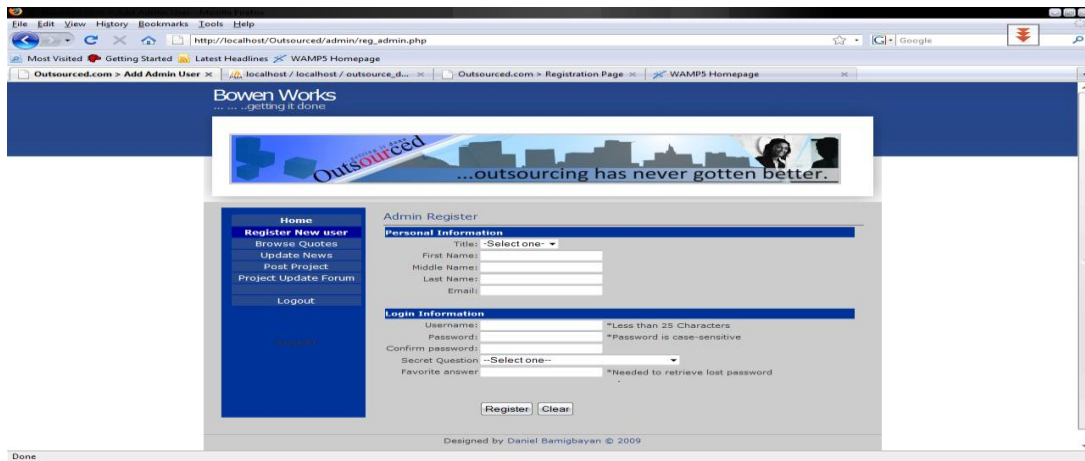 File Edit View History Bookmarks Tools Help
http://localhost/Outsourced/admin/reg_admin.php
Google
Most Visited Getting Started Latest Headlines WAMP5 Homepage
Outsourced.com > Add Admin User localhost / localhost / outsource_d... Outsourced.com > Registration Page WAMP5 Homepage
Bowen Works
... ... ..getting it done
Outsourced
...outsourcing has never gotten better.
Home
Register New user
Browse Quotes
Update News
Post Project
Project Update Forum
Logout
Admin Register
Personal Information
Title: -Select one-
First Name:
Middle Name:
Last Name:
Email:
Login Information
Username: *Less than 25 Characters
Password: *Password is case-sensitive
Confirm password:
Secret Question --Select one--
Favorite answer *Needed to retrieve lost password
Register Clear
Designed by Daniel Bamigbayan © 2009
Done